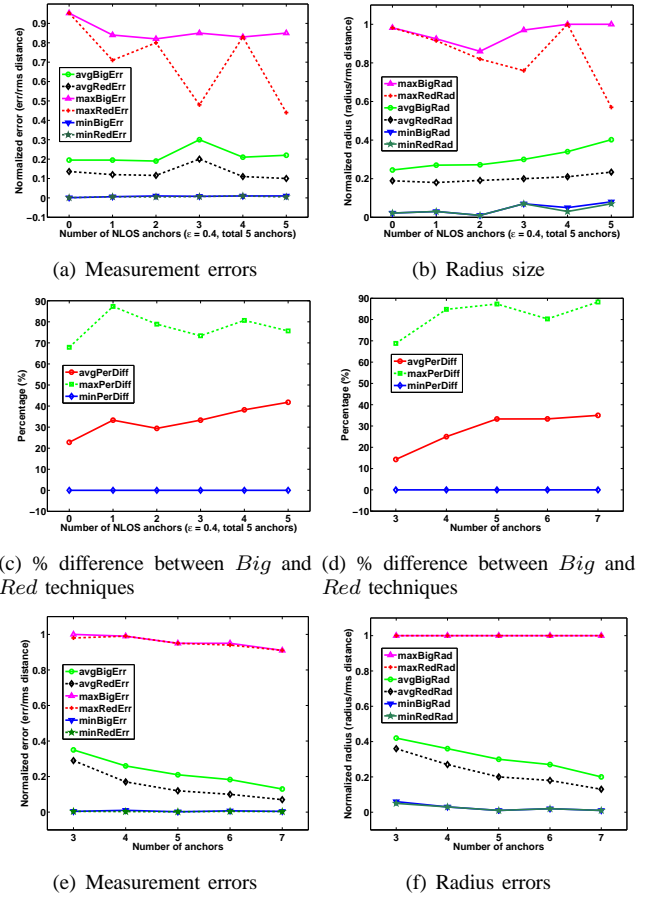 Normalized error (err/rms distance)
0.9
0.8
0.7
0.6
0.5
0.4
0.3
0.2
0.1
0
−0.1
avgBigErr
avgRedErr
maxBigErr
maxRedErr
minBigErr
minRedErr
0 1 2 3 4 5
Number of NLOS anchors (ε = 0.4, total 5 anchors)
(a) Measurement errors
Normalized radius (radius/rms distance)
1
0.8
0.6
0.4
0.2
0
maxBigRad
maxRedRad
avgBigRad
avgRedRad
minBigRad
minRedRad
0 1 2 3 4 5
Number of NLOS anchors (ε = 0.4, total 5 anchors)
(b) Radius size
Percentage (%)
90
80
70
60
50
40
30
20
10
0
−10
avgPerDiff
maxPerDiff
minPerDiff
0 1 2 3 4 5
Number of NLOS anchors (ε = 0.4, total 5 anchors)
(c) % difference between Big and
Red techniques
Percentage (%)
90
80
70
60
50
40
30
20
10
0
−10
avgPerDiff
maxPerDiff
minPerDiff
3 4 5 6 7
Number of anchors
(d) % difference between Big and
Red techniques
Normalized error (err/rms distance)
1
0.8
0.6
0.4
0.2
0
avgBigErr
avgRedErr
maxBigErr
maxRedErr
minBigErr
minRedErr
3 4 5 6 7
Number of anchors
(e) Measurement errors
Normalized radius (radius/rms distance)
1
0.8
0.6
0.4
0.2
0
maxBigRad
maxRedRad
avgBigRad
avgRedRad
minBigRad
minRedRad
3 4 5 6 7
Number of anchors
(f) Radius errors